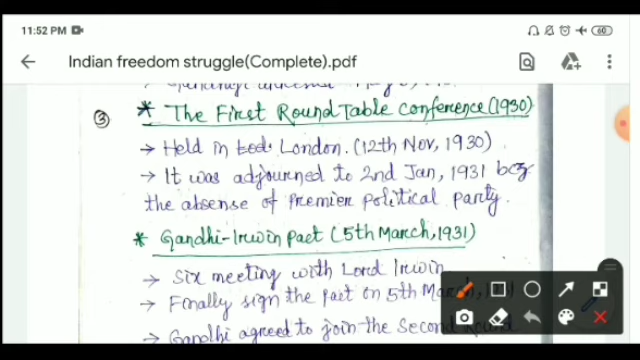 11:52 PM
60
Indian freedom struggle(Complete).pdf
③
* The First Round Table Conference (1930)
→ Held in London. (12th Nov, 1930)
→ It was adjourned to 2nd Jan, 1931 bcz
the absense of Premier political party.
* Gandhi-Irwin pact (5th March, 1931)
→ Six meeting with Lord Irwin
→ Finally sign the pact on 5th
→ Gandhi agreed to join the Second Round